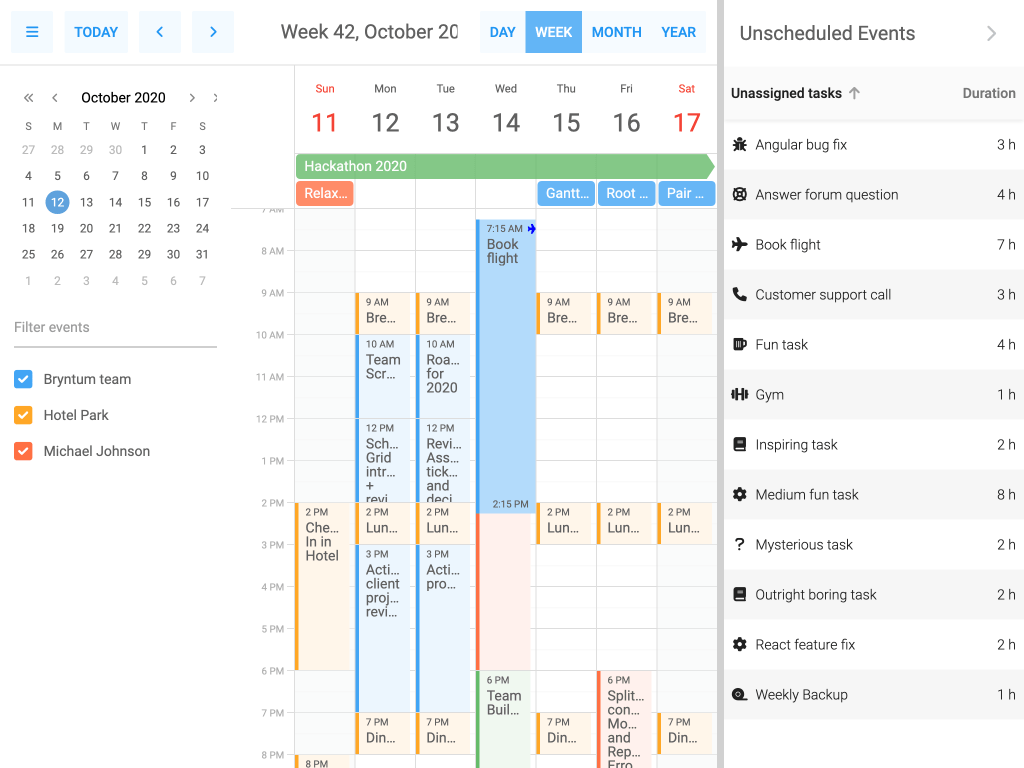 TODAY
Week 42, October 20
DAY WEEK MONTH YEAR
Unscheduled Events
October 2020
S M T W T F S
27 28 29 30 1 2 3
4 5 6 7 8 9 10
11 12 13 14 15 16 17
18 19 20 21 22 23 24
25 26 27 28 29 30 31
1 2 3 4 5 6 7
Filter events
Bryntum team
Hotel Park
Michael Johnson
Sun Mon Tue Wed Thu Fri Sat
11 12 13 14 15 16 17
Hackathon 2020
Relax... Gantt... Root ... Pair ...
7 AM
8 AM
9 AM
10 AM
11 AM
12 PM
1 PM
2 PM
3 PM
4 PM
5 PM
6 PM
7 PM
8 PM
2 PM
Che...
In in
Hotel
8 PM
9 AM
Bre...
10 AM
Team
Scr...
12 PM
Sch...
Grid
intr...
+
revi
2 PM
Lun...
3 PM
Acti...
client
proj...
revi...
7 PM
Din...
9 AM
Bre...
10 AM
Roa...
for
2020
12 PM
Revi...
Ass...
tick...
and
deci
2 PM
Lun...
3 PM
Acti...
pro...
7 PM
Din...
7:15 AM
Book
flight
2:15 PM
6 PM
Team
Buil...
9 AM
Bre...
2 PM
Lun...
7 PM
Din...
9 AM
Bre...
2 PM
Lun...
6 PM
Split...
con...
Mo...
and
Rep...
Erro
9 AM
Bre...
2 PM
Lun...
7 PM
Din...
Unassigned tasks Duration
Angular bug fix 3 h
Answer forum question 4 h
Book flight 7 h
Customer support call 3 h
Fun task 4 h
Gym 1 h
Inspiring task 2 h
Medium fun task 8 h
Mysterious task 2 h
Outright boring task 2 h
React feature fix 2 h
Weekly Backup 1 h